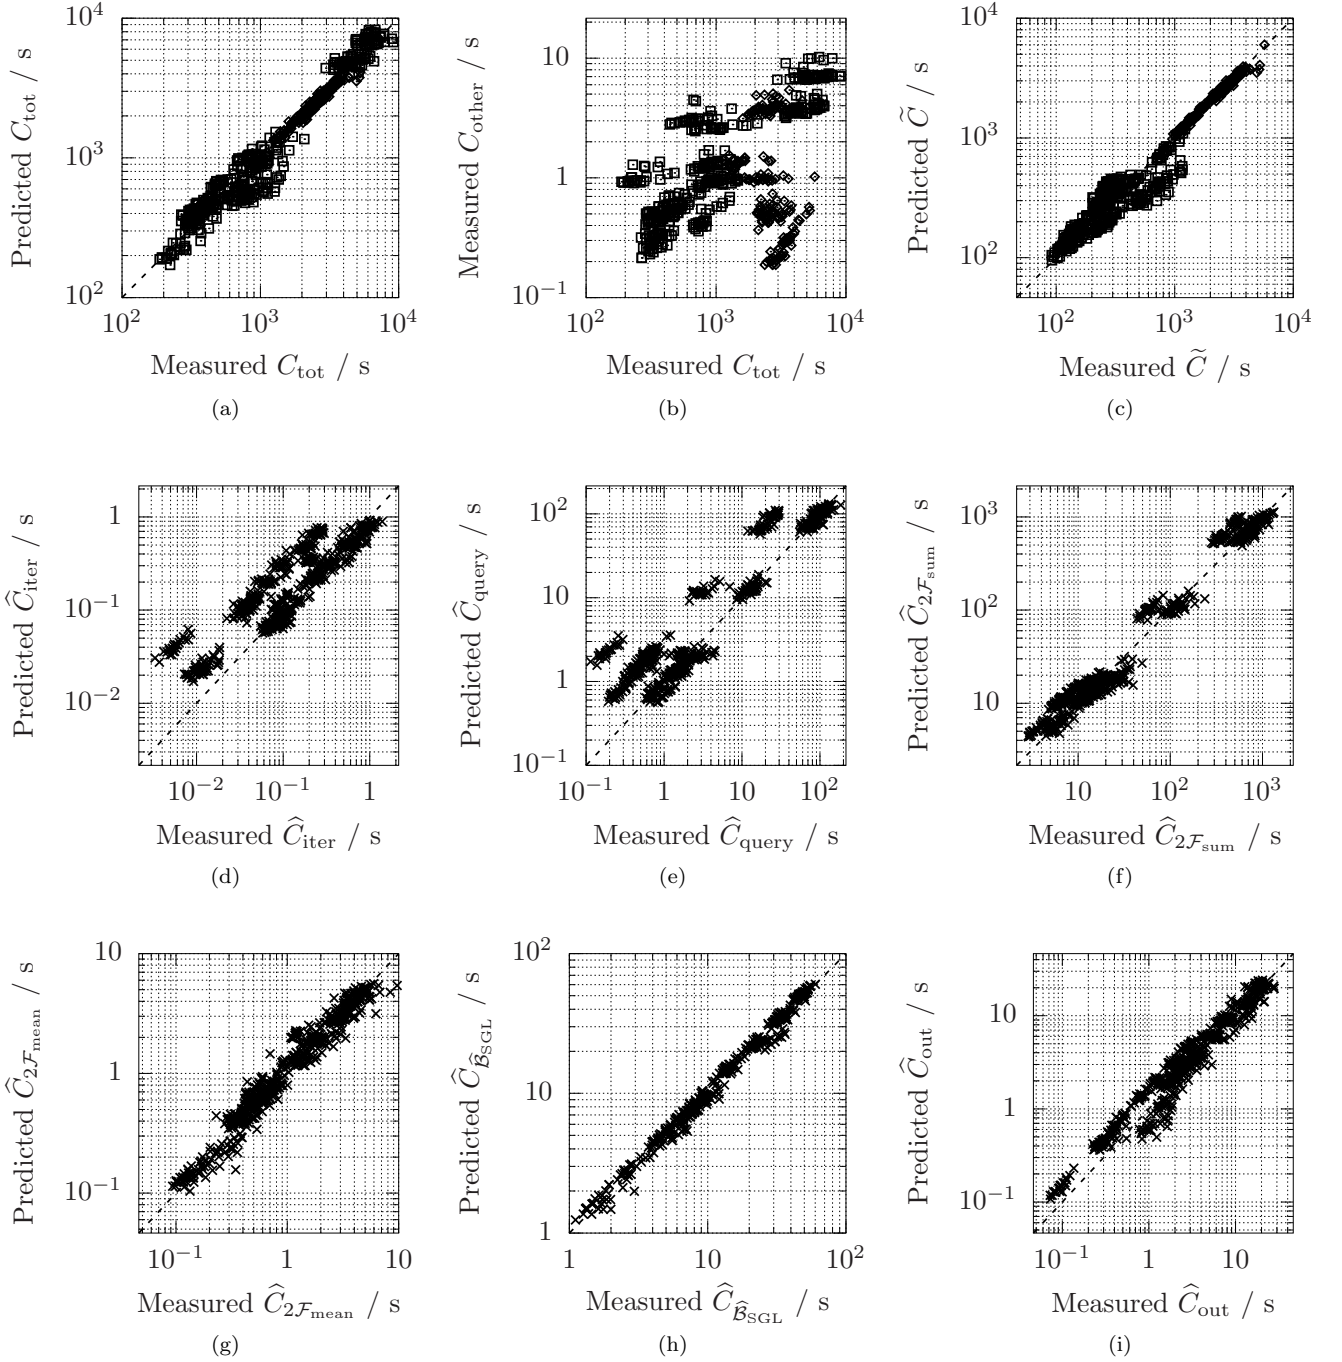 Predicted C_tot / s
10^4
10^3
10^2
10^2 10^3 10^4
Measured C_tot / s
(a)
Measured C_other / s
10
1
10^−1
10^2 10^3 10^4
Measured C_tot / s
(b)
Predicted C̃ / s
10^4
10^3
10^2
10^2 10^3 10^4
Measured C̃ / s
(c)
Predicted Ĉ_iter / s
1
10^−1
10^−2
10^−2 10^−1 1
Measured Ĉ_iter / s
(d)
Predicted Ĉ_query / s
10^2
10
1
10^−1
10^−1 1 10 10^2
Measured Ĉ_query / s
(e)
Predicted Ĉ_2ℱ_sum / s
10^3
10^2
10
10 10^2 10^3
Measured Ĉ_2ℱ_sum / s
(f)
Predicted Ĉ_2ℱ_mean / s
10
1
10^−1
10^−1 1 10
Measured Ĉ_2ℱ_mean / s
(g)
Predicted Ĉ_ℬ̂_SGL / s
10^2
10
1
1 10 10^2
Measured Ĉ_ℬ̂_SGL / s
(h)
Predicted Ĉ_out / s
10
1
10^−1
10^−1 1 10
Measured Ĉ_out / s
(i)